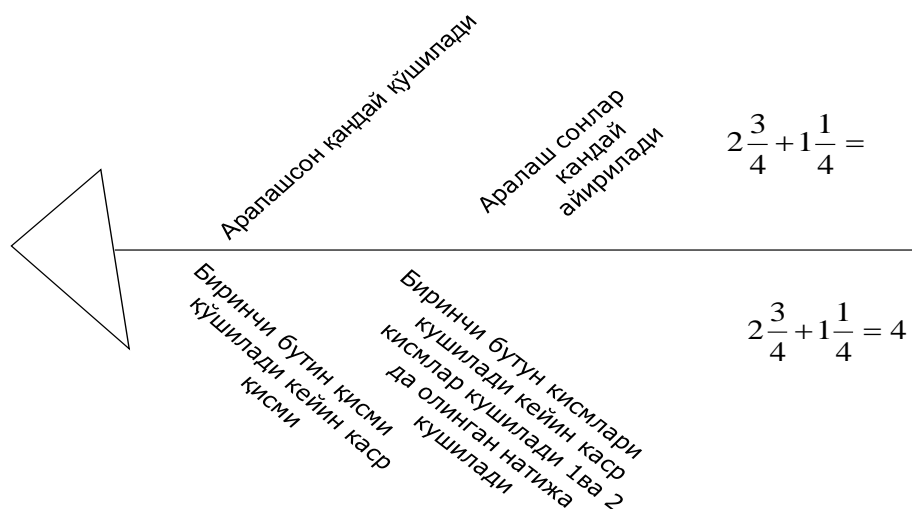 Аралашсон қандай қўшилади
Аралаш сонлар
кандай
айирилади
2 3/4 + 1 1/4 =
Биринчи бутин қисми
қўшилади кейин каср
қисми
Биринчи бутун кисмлари
кушилади кейин каср
кисмлар кушилади 1ва 2
да олинган натижа
кушилади
2 3/4 + 1 1/4 = 4